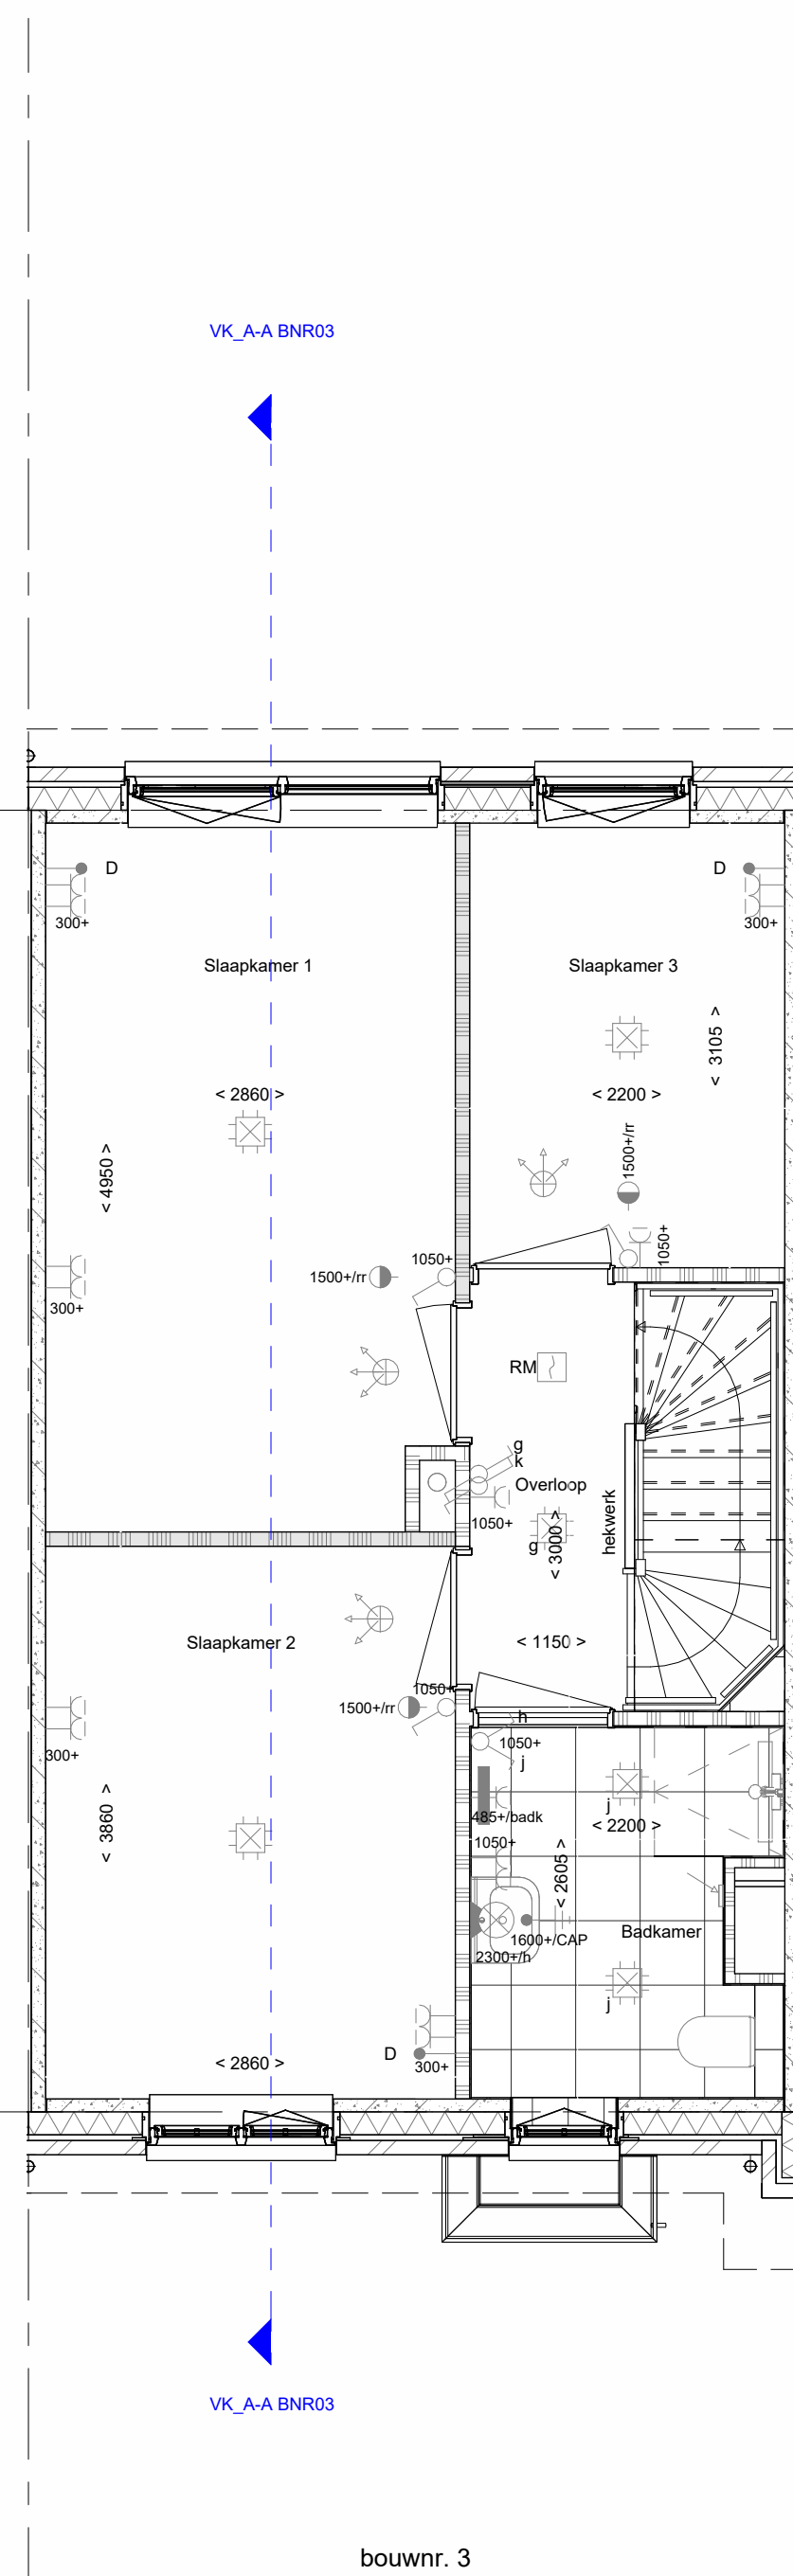 VK_A-A BNR03
D
D
300+
300+
Slaapkamer 1
Slaapkamer 3
< 3105 >
< 2860 >
< 2200 >
< 4950 >
1500+/rr
1050+
1050+
1500+/rr
300+
RM
g
k
Overloop
1050+
g
< 3000 >
hekwerk
Slaapkamer 2
< 1150 >
1050+
1500+/rr
h
1050+
300+
j
j
485+/badk
< 2200 >
< 3860 >
1050+
< 2605 >
Badkamer
1600+/CAP
2300+/h
j
D
< 2860 >
300+
VK_A-A BNR03
bouwnr. 3